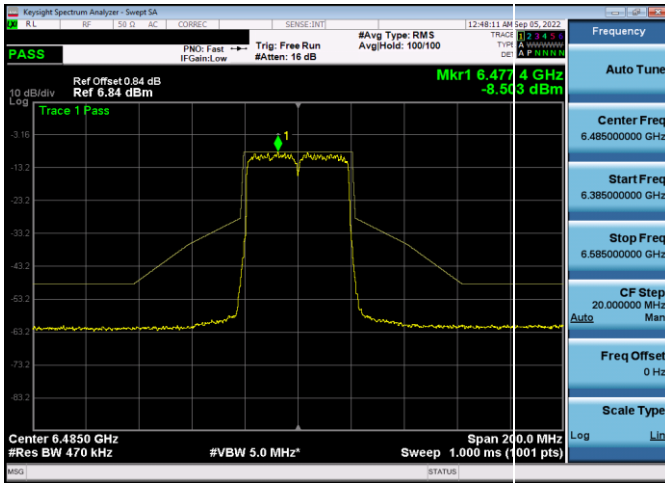 Keysight Spectrum Analyzer - Swept SA
RL RF 50 Ω AC CORREC SENSE:INT 12:48:11 AM Sep 05, 2022
PASS
PNO: Fast
IFGain:Low
Trig: Free Run
#Atten: 16 dB
#Avg Type: RMS
Avg|Hold: 100/100
TRACE 1 2 3 4 5 6
TYPE A WWWWW
DET A P N N N N
Mkr1 6.477 4 GHz
-8.503 dBm
Ref Offset 0.84 dB
10 dB/div Ref 6.84 dBm
Log
Trace 1 Pass
1
-3.16
-13.2
-23.2
-33.2
-43.2
-53.2
-63.2
-73.2
-83.2
Center 6.4850 GHz Span 200.0 MHz
#Res BW 470 kHz #VBW 5.0 MHz* Sweep 1.000 ms (1001 pts)
MSG STATUS
Frequency
Auto Tune
Center Freq
6.485000000 GHz
Start Freq
6.385000000 GHz
Stop Freq
6.585000000 GHz
CF Step
20.000000 MHz
Auto Man
Freq Offset
0 Hz
Scale Type
Log Lin